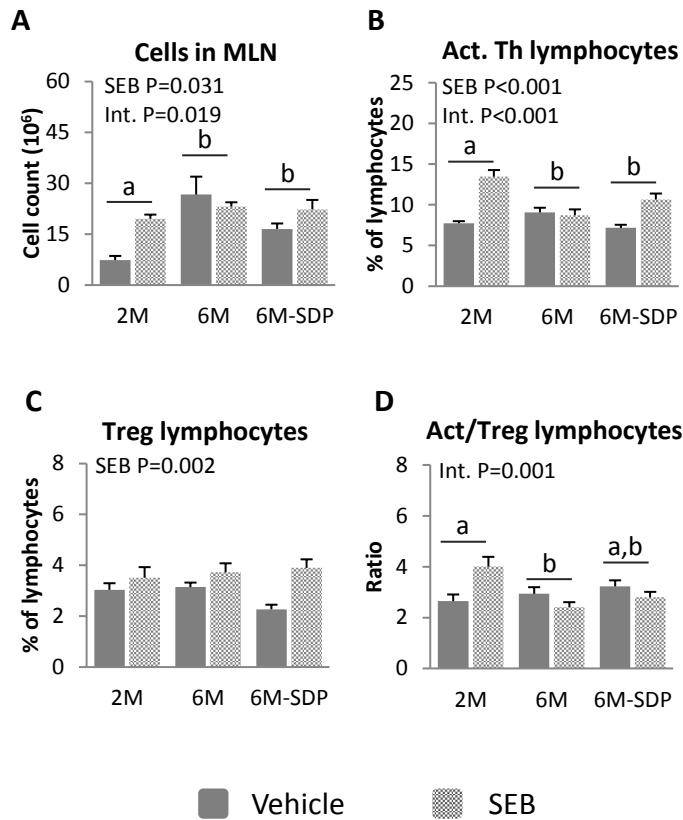 A
Cells in MLN
SEB P=0.031
Int. P=0.019
Cell count (10⁶)
60
45
30
15
0
a
b
b
2M
6M
6M-SDP
B
Act. Th lymphocytes
SEB P<0.001
Int. P<0.001
% of lymphocytes
25
20
15
10
5
0
a
b
b
2M
6M
6M-SDP
C
Treg lymphocytes
SEB P=0.002
% of lymphocytes
8
6
4
2
0
2M
6M
6M-SDP
D
Act/Treg lymphocytes
Int. P=0.001
Ratio
8
6
4
2
0
a
b
a,b
2M
6M
6M-SDP
Vehicle
SEB